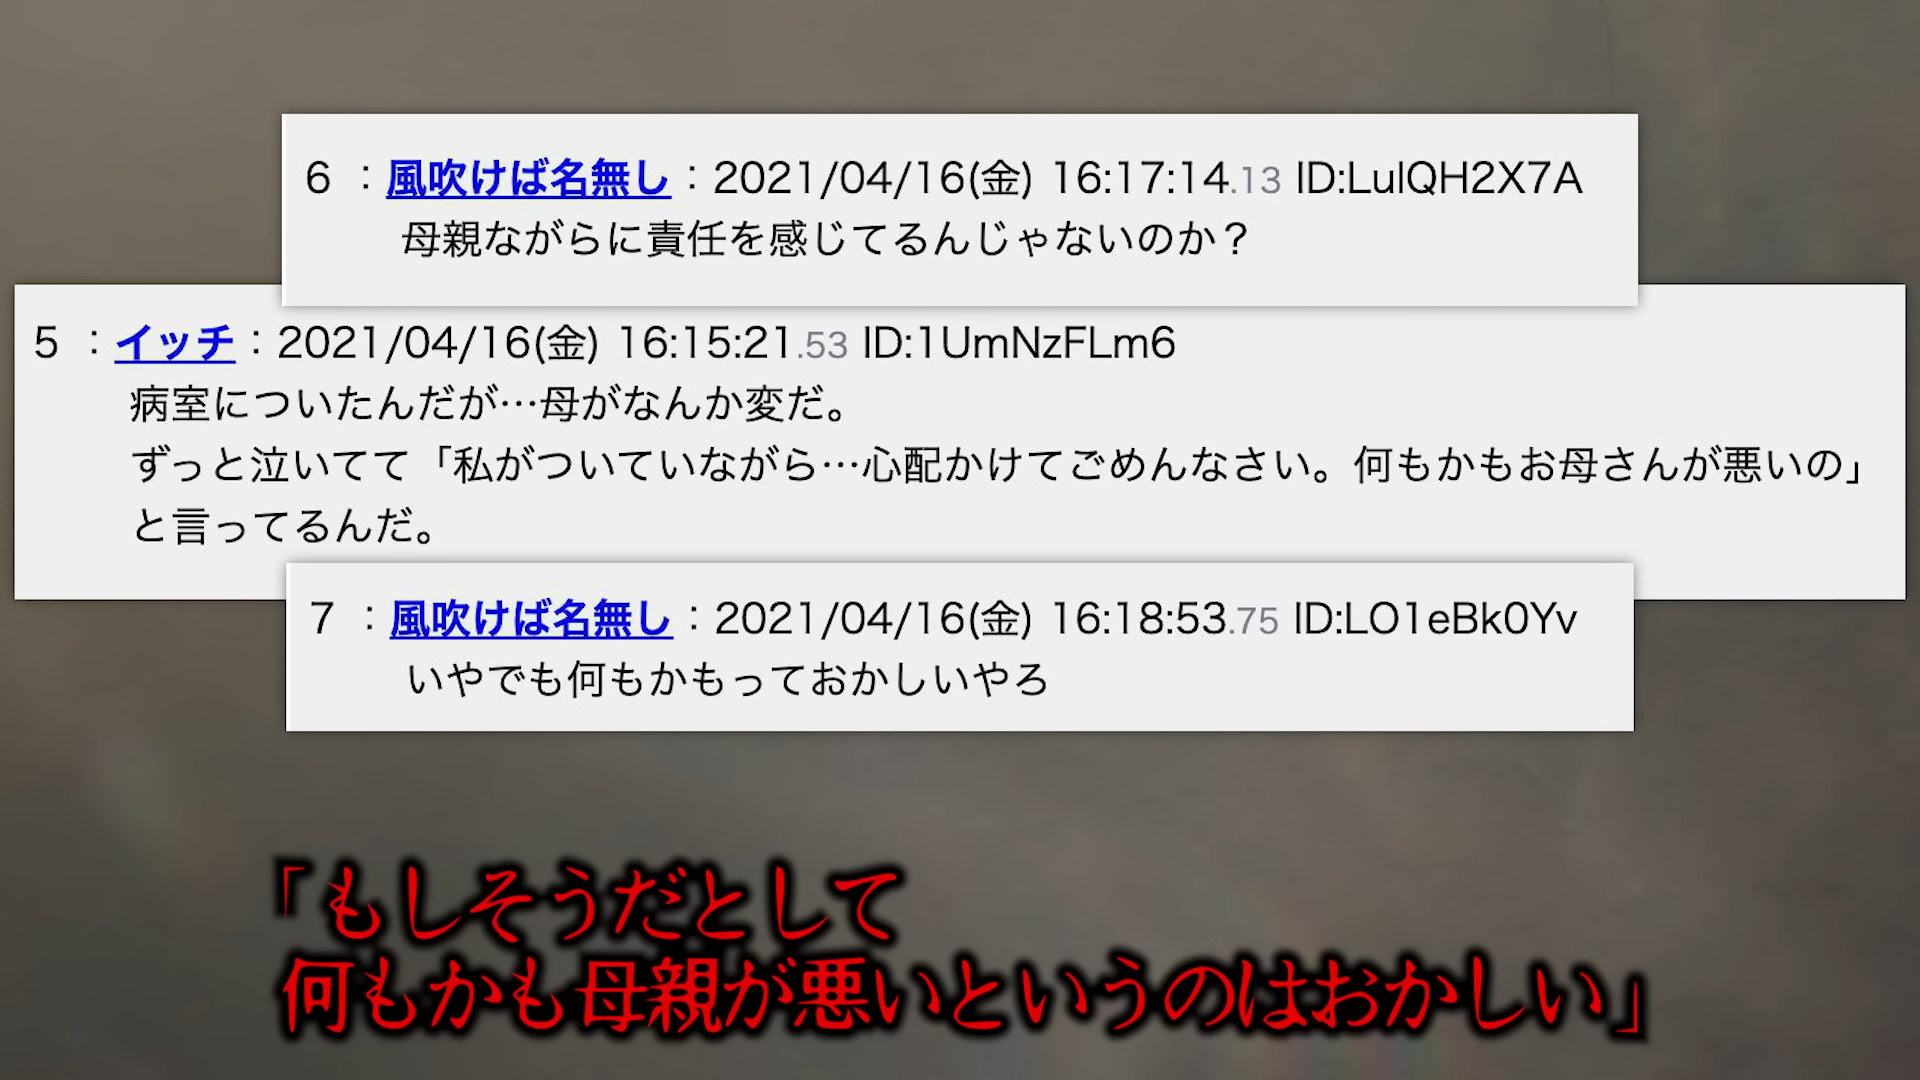 6 ：風吹けば名無し：2021/04/16(金) 16:17:14.13 ID:LulQH2X7A
母親ながらに責任を感じてるんじゃないのか？
5 ：イッチ：2021/04/16(金) 16:15:21.53 ID:1UmNzFLm6
病室についたんだが…母がなんか変だ。
ずっと泣いてて「私がついていながら…心配かけてごめんなさい。何もかもお母さんが悪いの」
と言ってるんだ。
7 ：風吹けば名無し：2021/04/16(金) 16:18:53.75 ID:LO1eBk0Yv
いやでも何もかもっておかしいやろ
「もしそうだとして
何もかも母親が悪いというのはおかしい」